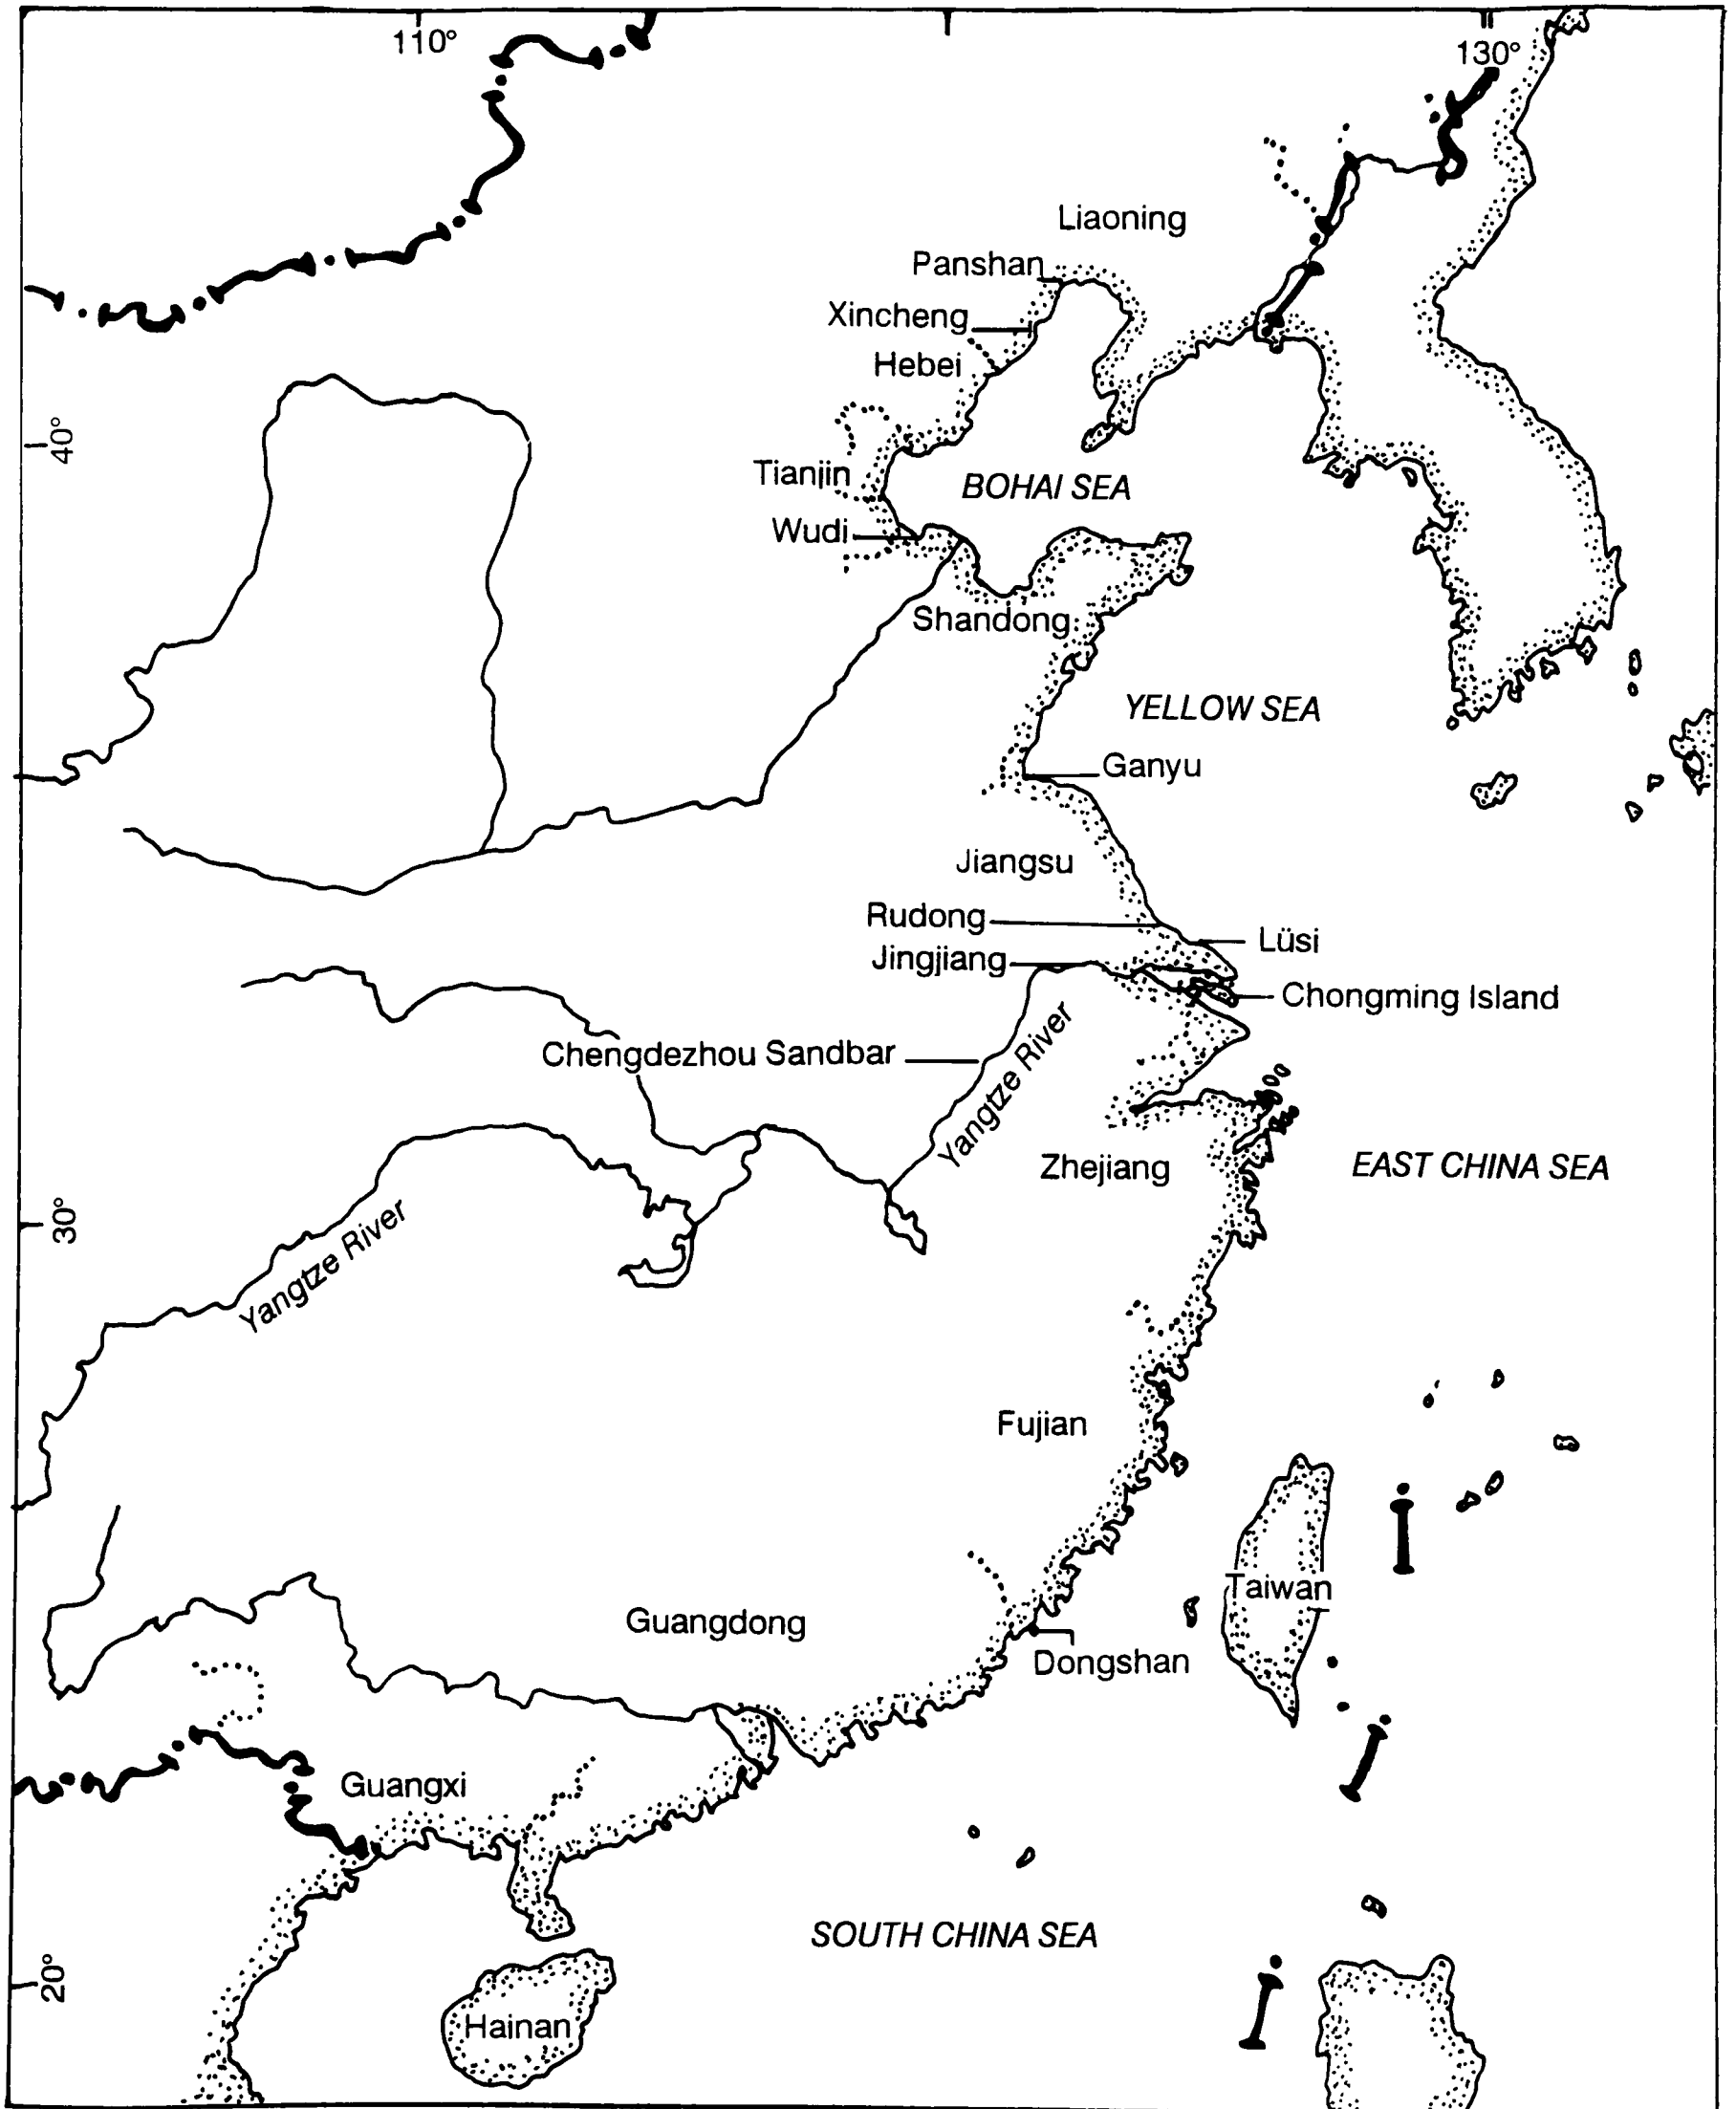 110°
130°
Liaoning
Panshan
Xincheng
Hebei
40°
Tianjin
BOHAI SEA
Wudi
Shandong
YELLOW SEA
Ganyu
Jiangsu
Rudong
Lüsi
Jingjiang
Chongming Island
Chengdezhou Sandbar
Yangtze River
Zhejiang
EAST CHINA SEA
30°
Yangtze River
Fujian
Taiwan
Guangdong
Dongshan
Guangxi
SOUTH CHINA SEA
20°
Hainan